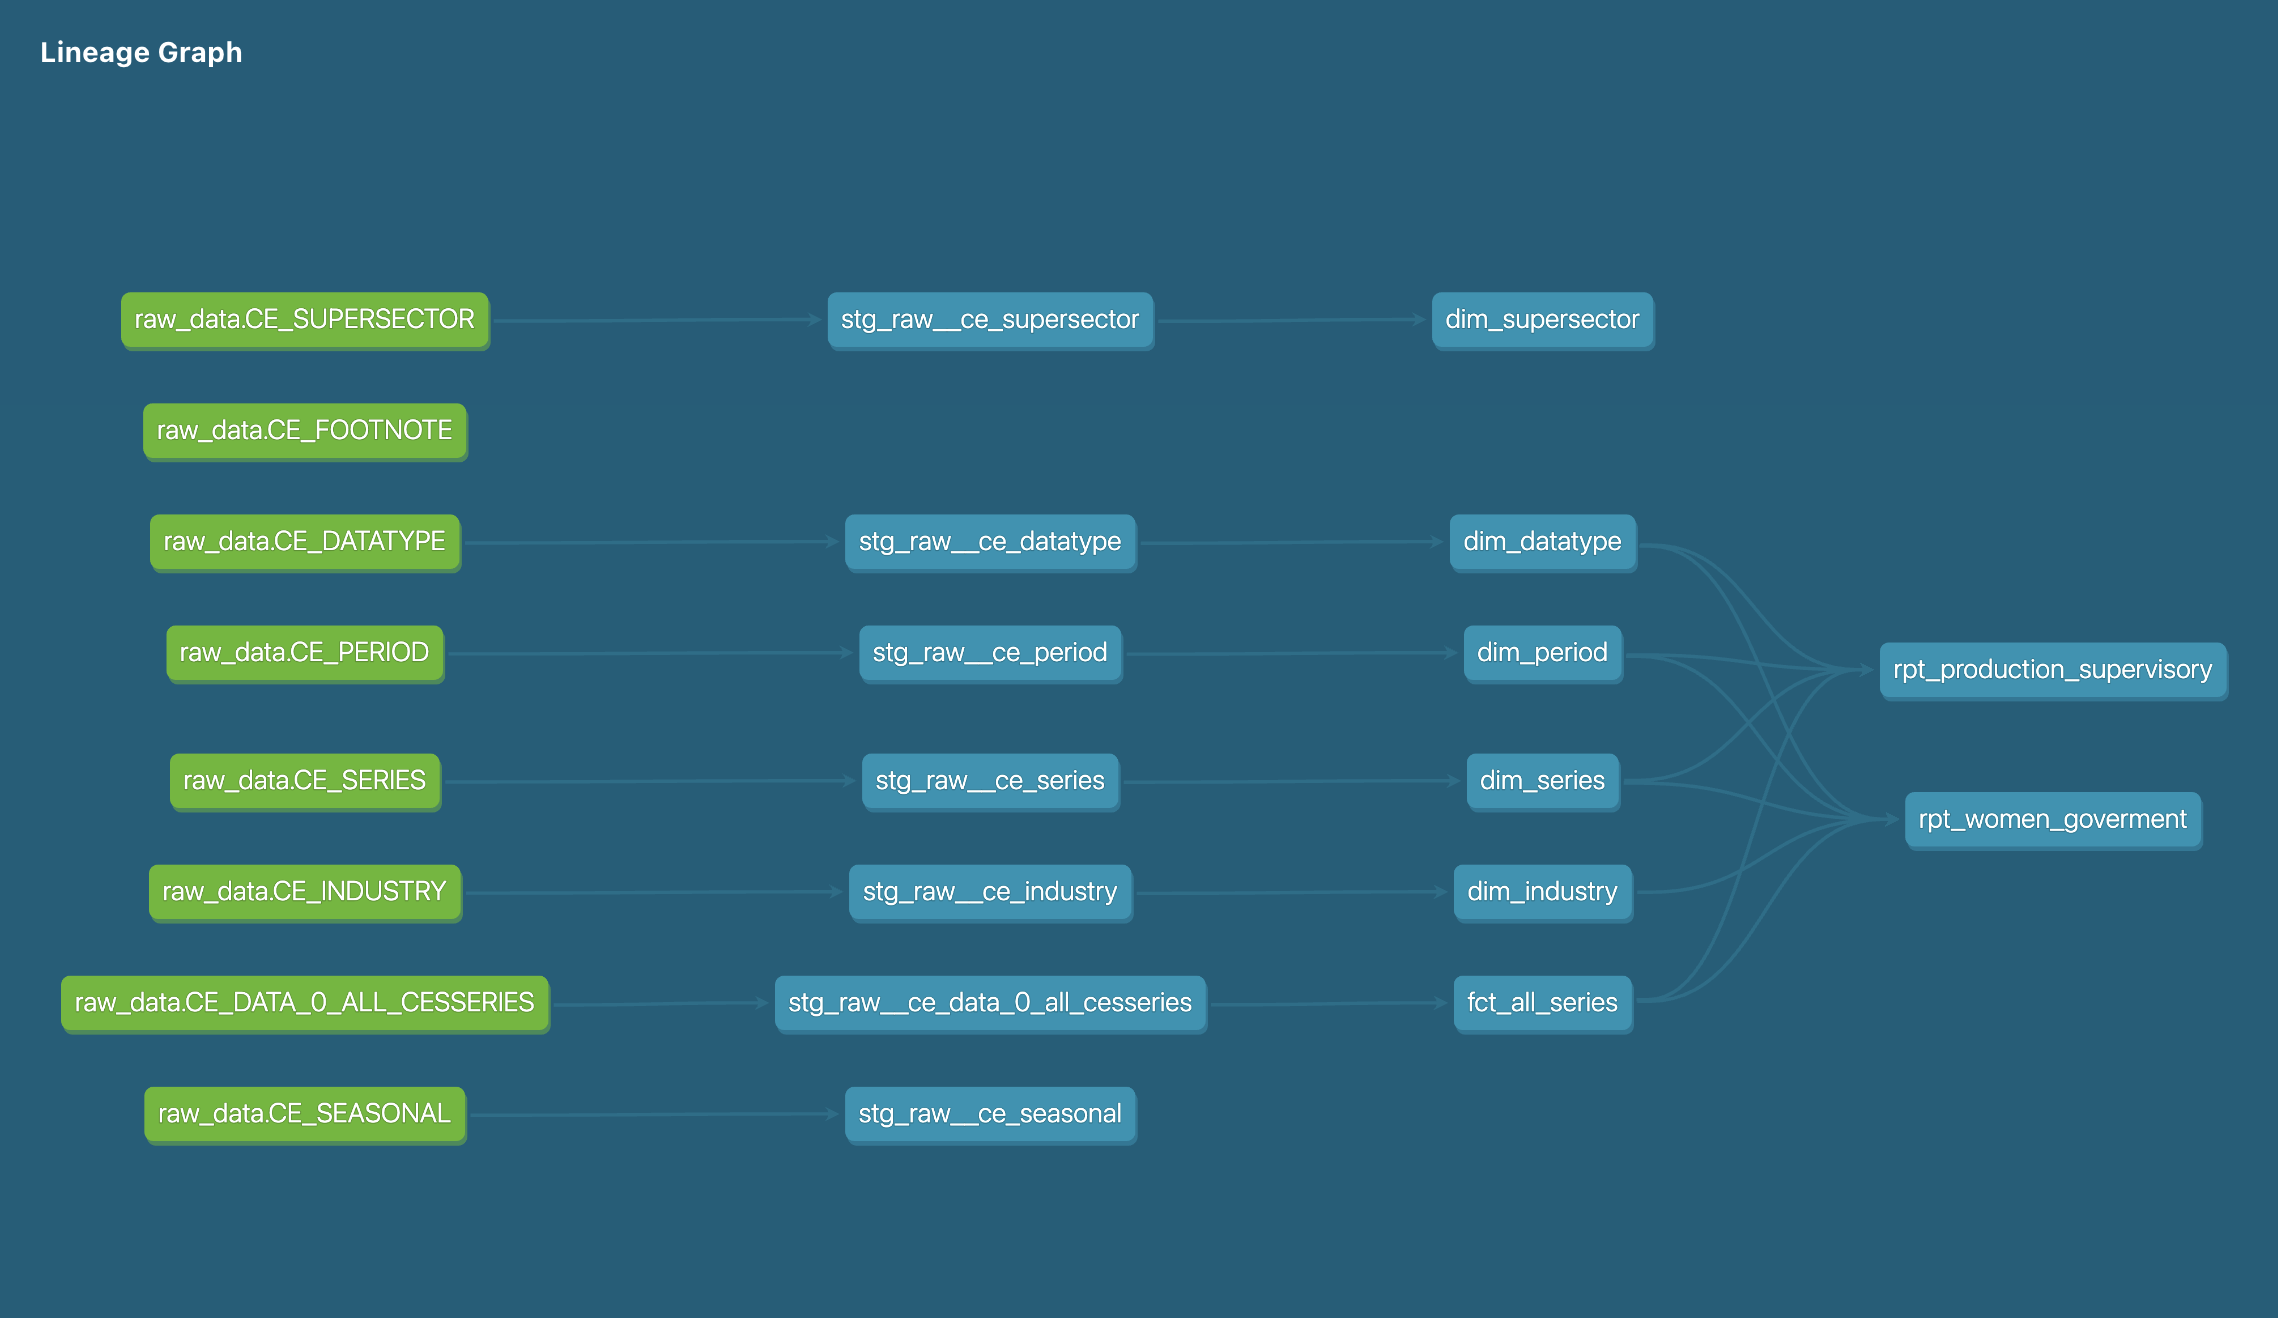 Lineage Graph
raw_data.CE_SUPERSECTOR
stg_raw__ce_supersector
dim_supersector
raw_data.CE_FOOTNOTE
raw_data.CE_DATATYPE
stg_raw__ce_datatype
dim_datatype
raw_data.CE_PERIOD
stg_raw__ce_period
dim_period
rpt_production_supervisory
raw_data.CE_SERIES
stg_raw__ce_series
dim_series
rpt_women_goverment
raw_data.CE_INDUSTRY
stg_raw__ce_industry
dim_industry
raw_data.CE_DATA_0_ALL_CESSERIES
stg_raw__ce_data_0_all_cesseries
fct_all_series
raw_data.CE_SEASONAL
stg_raw__ce_seasonal